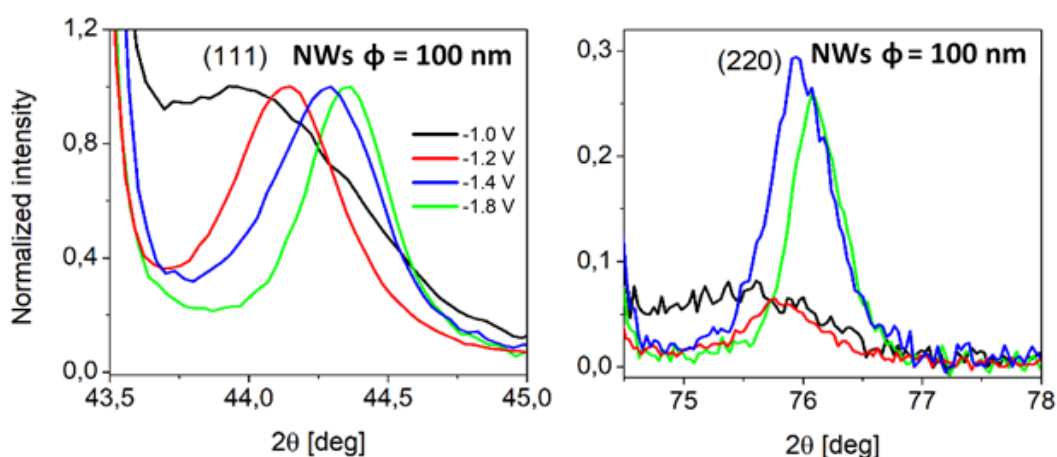 (111) NWs ϕ = 100 nm
1,2
0,8
0,4
0,0
Normalized intensity
-1.0 V
-1.2 V
-1.4 V
-1.8 V
43,5 44,0 44,5 45,0
2θ [deg]
(220) NWs ϕ = 100 nm
0,3
0,2
0,1
0,0
75 76 77 78
2θ [deg]